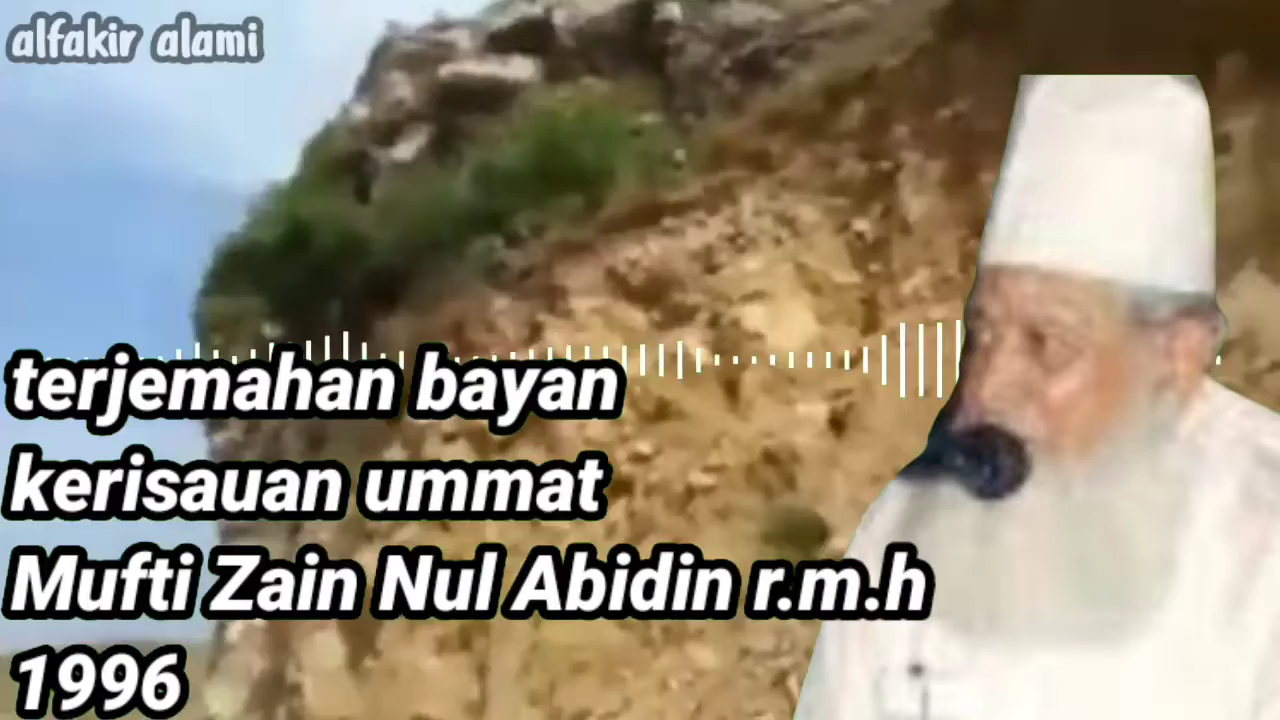 alfakir alami
terjemahan bayan
kerisauan ummat
Mufti Zain Nul Abidin r.m.h
1996